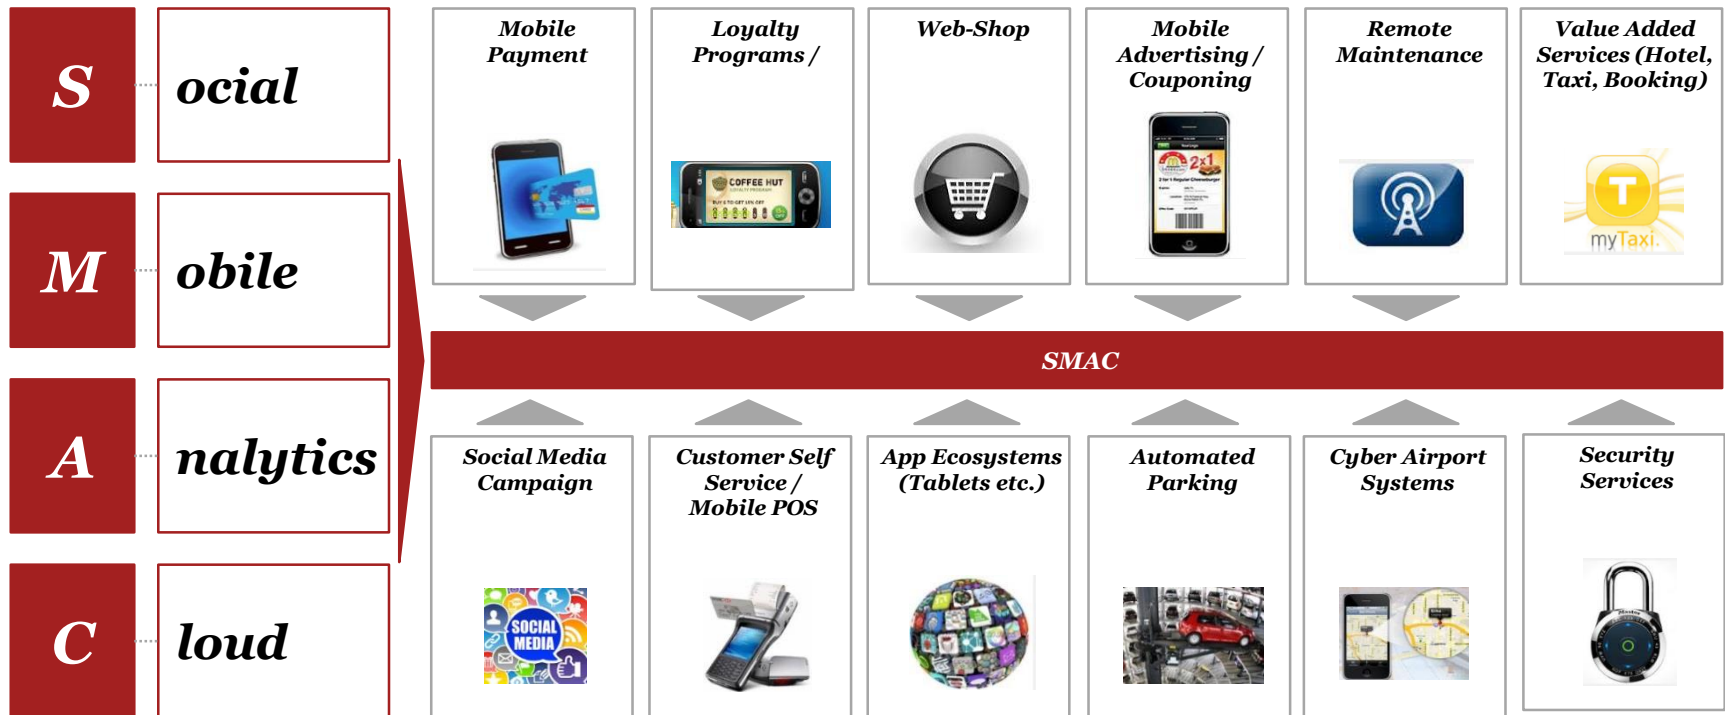 S ocial
M obile
A nalytics
C loud
Mobile
Payment
Loyalty
Programs /
COFFEE HUT
LOYALTY PROGRAM
Web-Shop
Mobile
Advertising /
Couponing
2x1
Remote
Maintenance
Value Added
Services (Hotel,
Taxi, Booking)
T
myTaxi.
SMAC
Social Media
Campaign
SOCIAL
MEDIA
Customer Self
Service /
Mobile POS
App Ecosystems
(Tablets etc.)
Automated
Parking
Cyber Airport
Systems
Security
Services